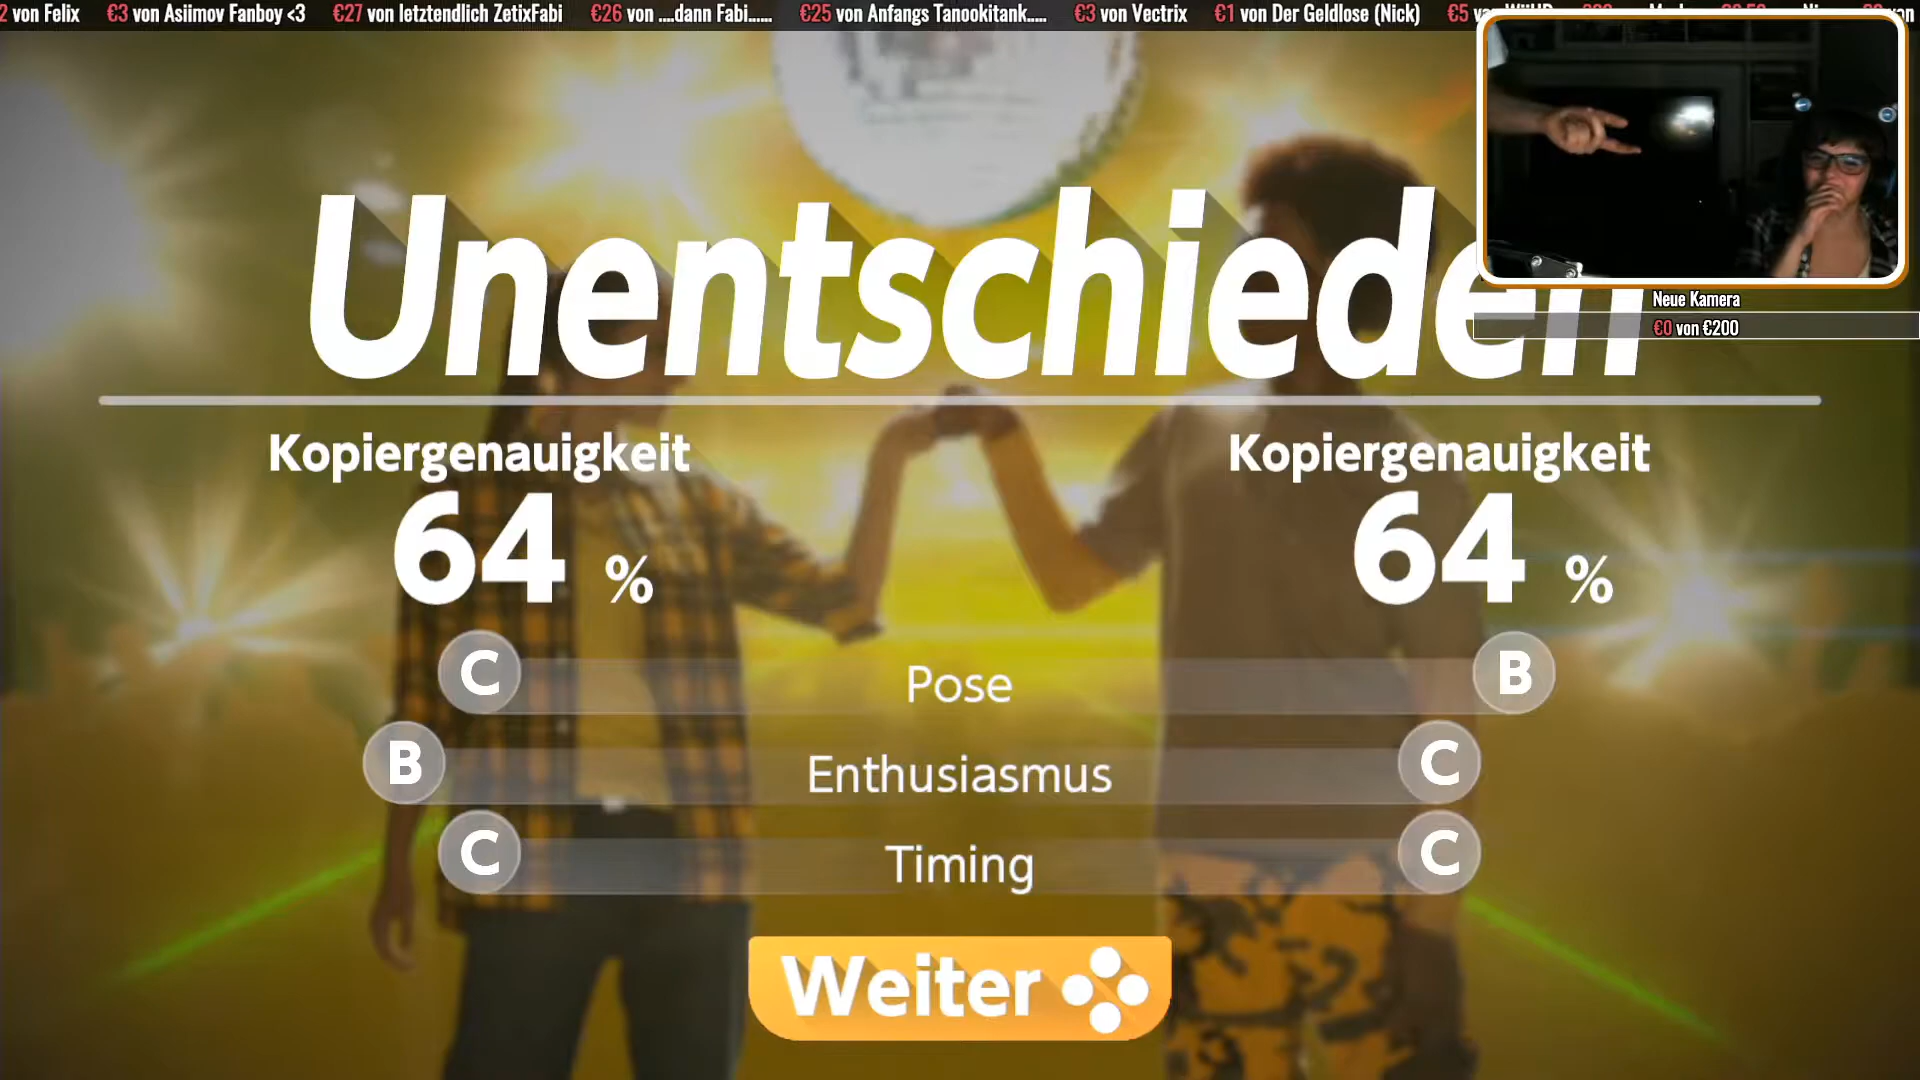 2 von Felix €3 von Asiimov Fanboy <3 €27 von letztendlich ZetixFabi €26 von ....dann Fabi...... €25 von Anfangs Tanookitank..... €3 von Vectrix €1 von Der Geldlose (Nick) €5
Neue Kamera
€0 von €200
Unentschieden
Kopiergenauigkeit Kopiergenauigkeit
64 % 64 %
C Pose B
B Enthusiasmus C
C Timing C
Weiter